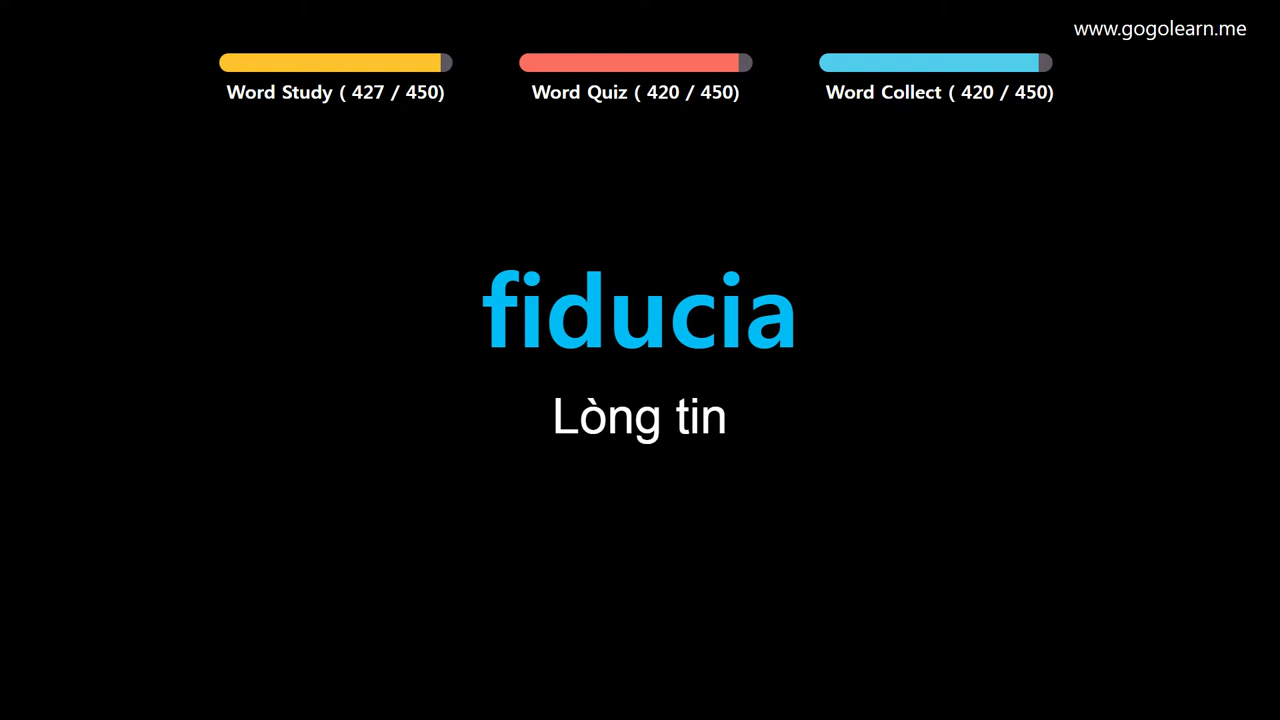 www.gogolearn.me
Word Study ( 427 / 450)
Word Quiz ( 420 / 450)
Word Collect ( 420 / 450)
fiducia
Lòng tin